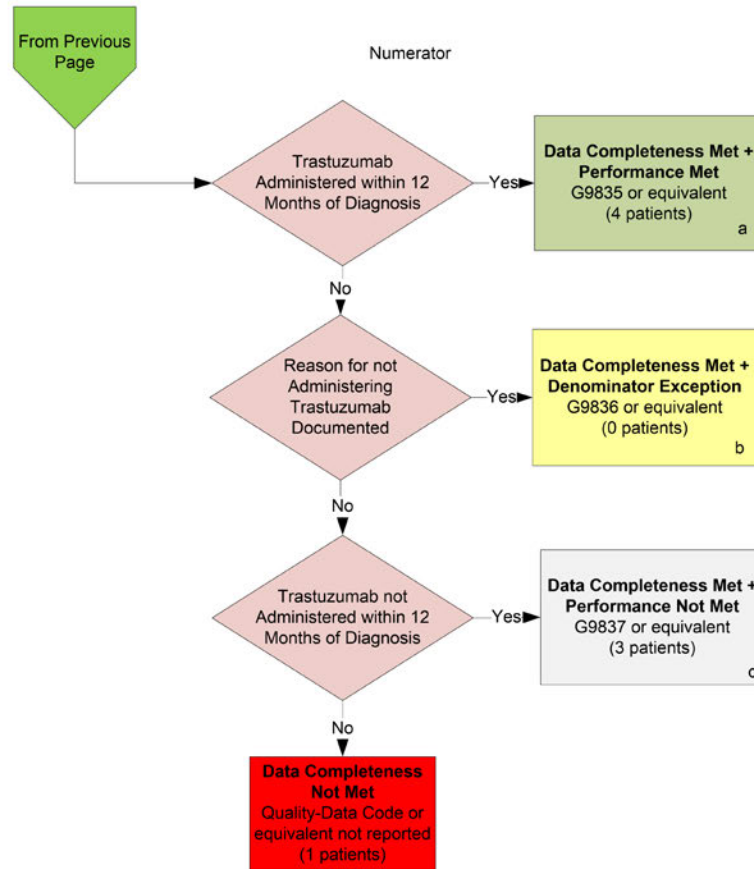 From Previous
Page
Numerator
Trastuzumab
Administered within 12
Months of Diagnosis
Yes
Data Completeness Met +
Performance Met
G9835 or equivalent
(4 patients)
a
No
Reason for not
Administering
Trastuzumab
Documented
Yes
Data Completeness Met +
Denominator Exception
G9836 or equivalent
(0 patients)
b
No
Trastuzumab not
Administered within 12
Months of Diagnosis
Yes
Data Completeness Met +
Performance Not Met
G9837 or equivalent
(3 patients)
c
No
Data Completeness
Not Met
Quality-Data Code or
equivalent not reported
(1 patients)